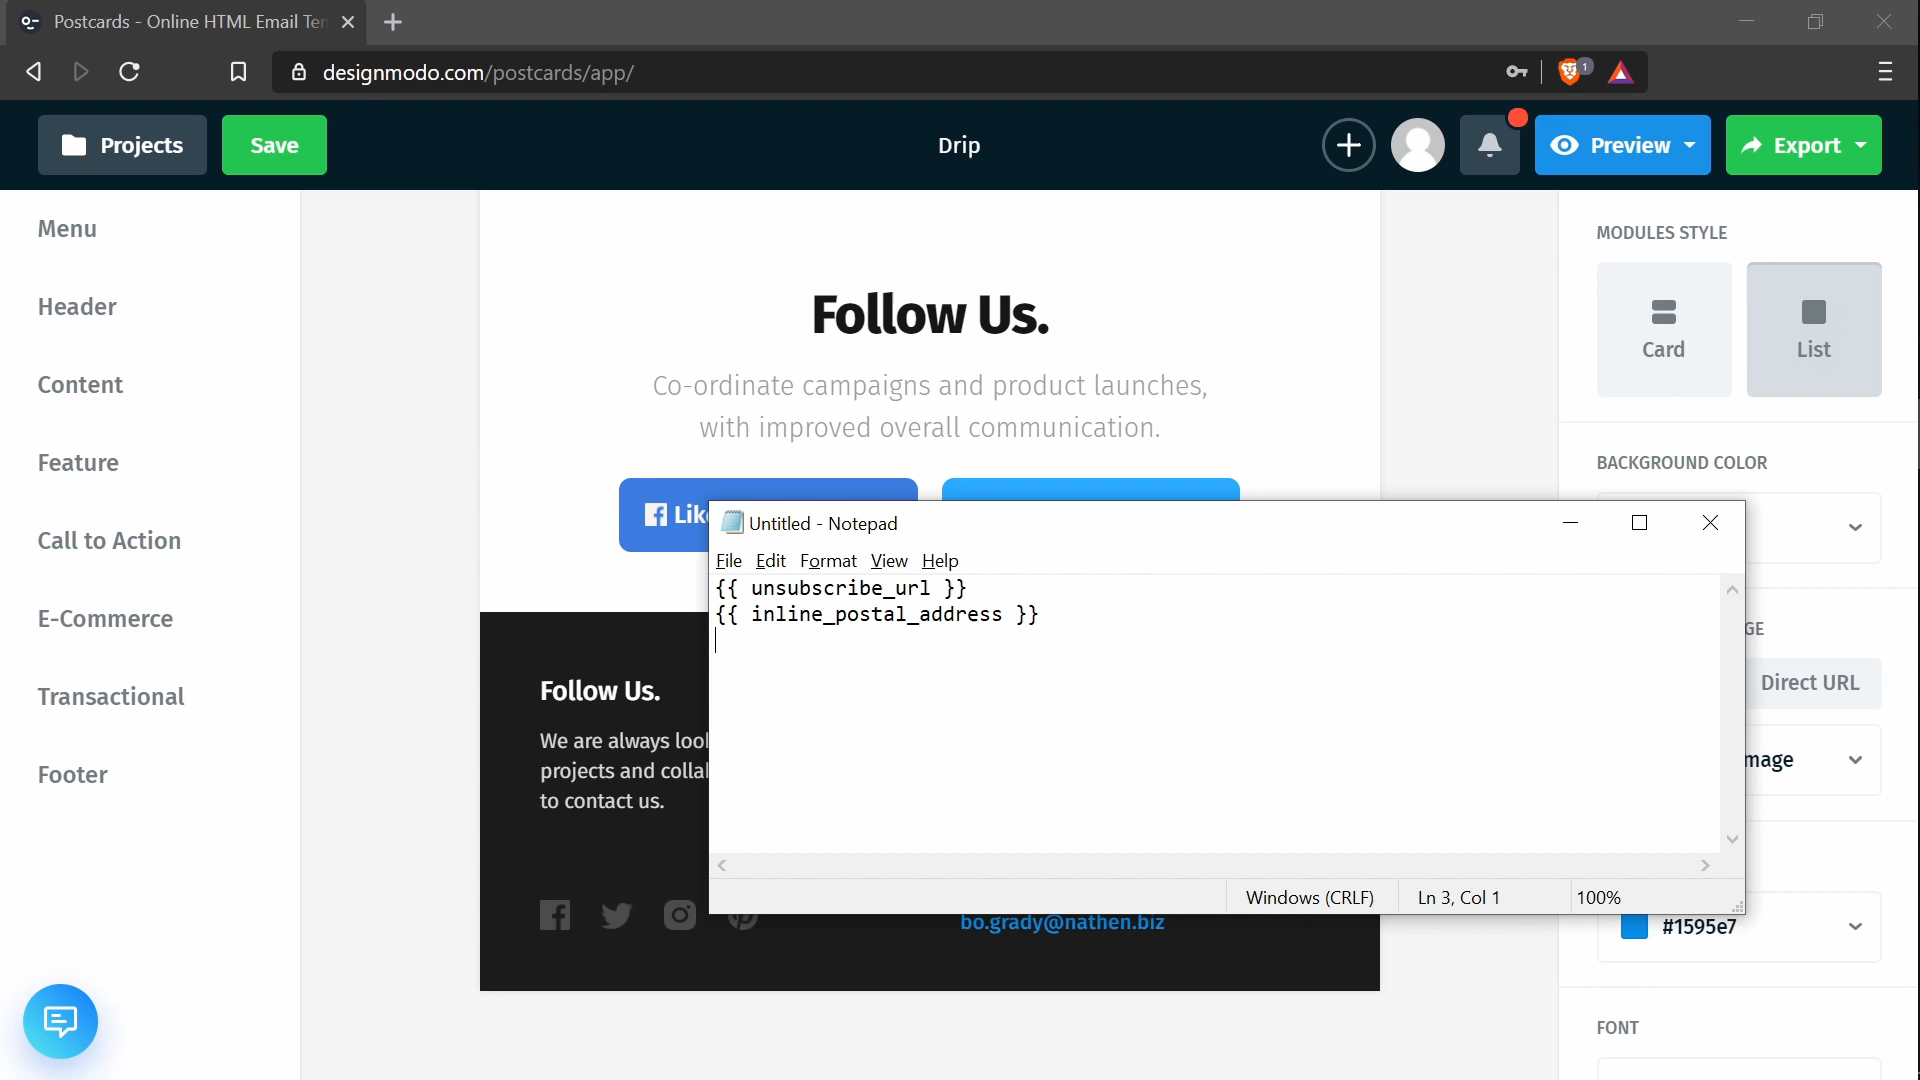 Postcards - Online HTML Email Ter
designmodo.com/postcards/app/
1
Projects
Save
Drip
Preview
Export
Menu
Header
Content
Feature
Call to Action
E-Commerce
Transactional
Footer
Follow Us.
Co-ordinate campaigns and product launches,
with improved overall communication.
Like
Follow Us.
We are always look
projects and collab
to contact us.
bo.grady@nathen.biz
Untitled - Notepad
File Edit Format View Help
{{ unsubscribe_url }}
{{ inline_postal_address }}
Windows (CRLF) Ln 3, Col 1 100%
MODULES STYLE
Card
List
BACKGROUND COLOR
GE
Direct URL
mage
#1595e7
FONT